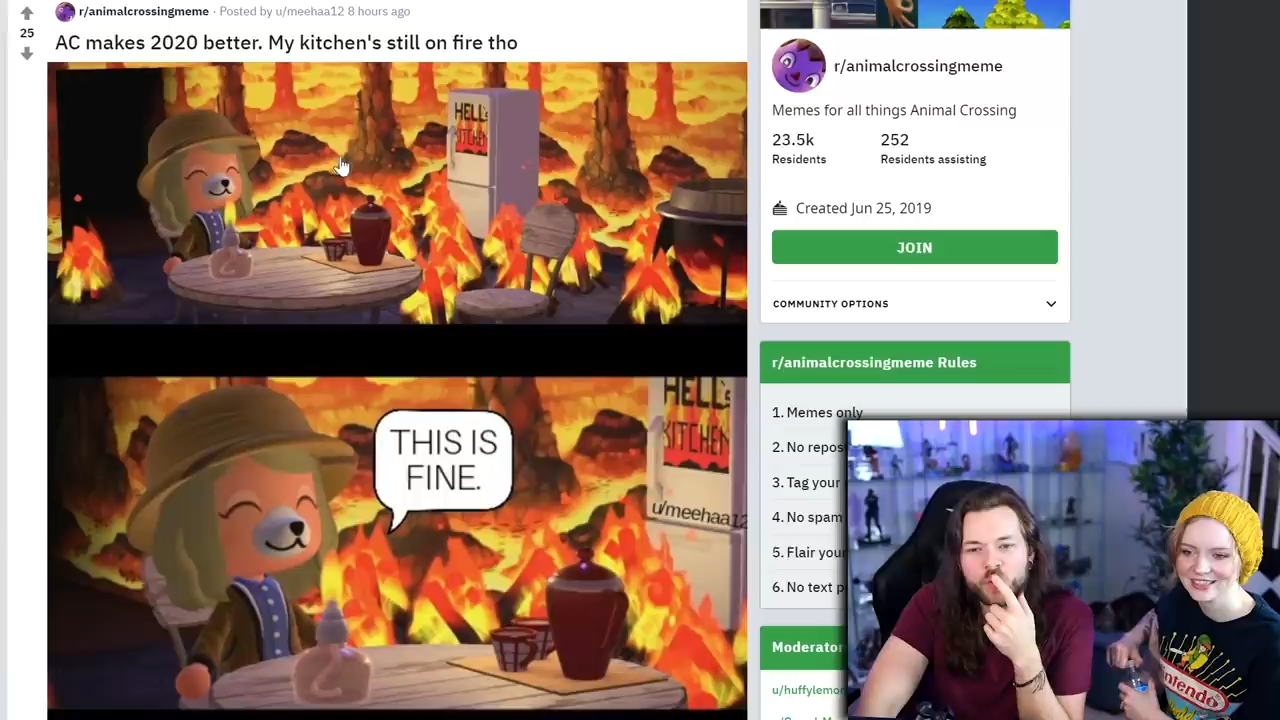 r/animalcrossingmeme · Posted by u/meehaa12 8 hours ago
25
AC makes 2020 better. My kitchen's still on fire tho
HELL's
KITCHEN
THIS IS
FINE.
HELL's
KITCHEN
u/meehaa12
r/animalcrossingmeme
Memes for all things Animal Crossing
23.5k
252
Residents
Residents assisting
Created Jun 25, 2019
JOIN
COMMUNITY OPTIONS
r/animalcrossingmeme Rules
1. Memes only
2. No repos
3. Tag your
4. No spam
5. Flair your
6. No text p
Moderator
u/huffylemon
Nintendo